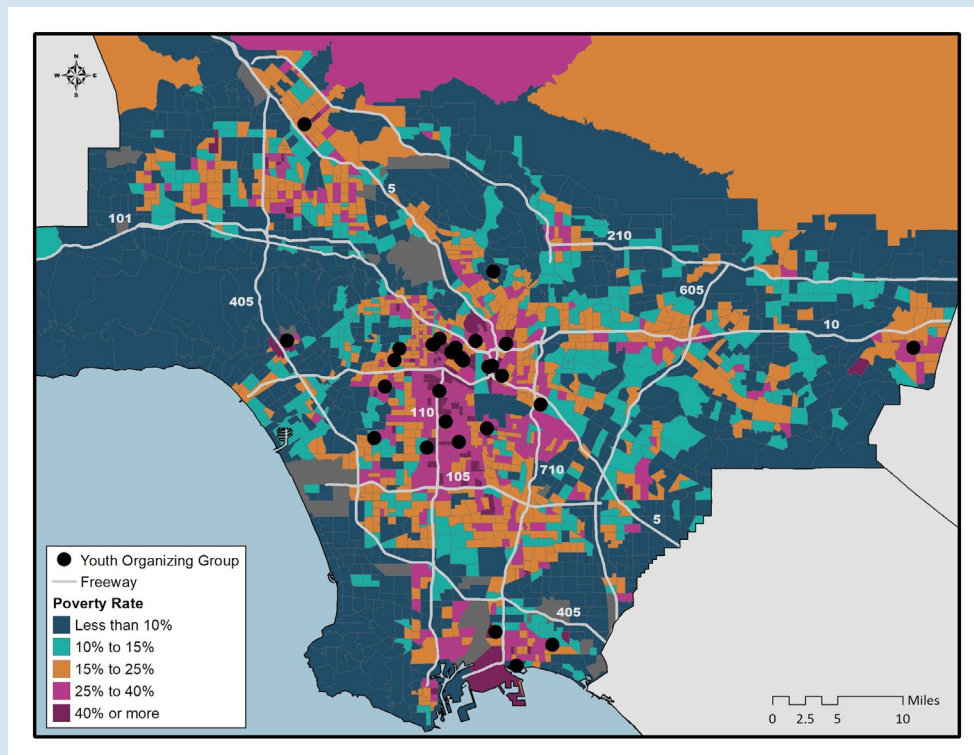 N
W E
S
5
101
210
605
405
10
110
105
710
5
405
Youth Organizing Group
Freeway
Poverty Rate
Less than 10%
10% to 15%
15% to 25%
25% to 40%
40% or more
Miles
0 2.5 5 10